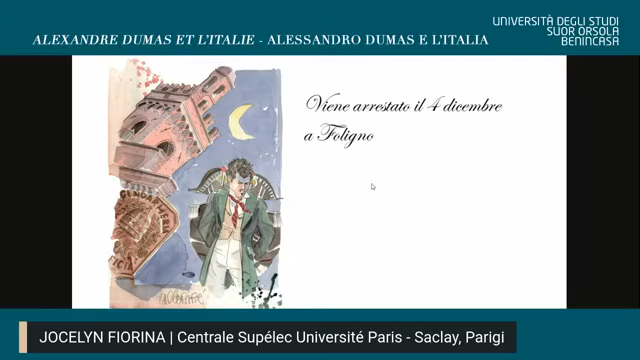 UNIVERSITÀ DEGLI STUDI
SUOR ORSOLA
BENINCASA
ALEXANDRE DUMAS ET L'ITALIE - ALESSANDRO DUMAS E L'ITALIA
Viene arrestato il 4 dicembre
a Foligno
GENDARMERIA
JOCELYN FIORINA | Centrale Supélec Université Paris - Saclay, Parigi